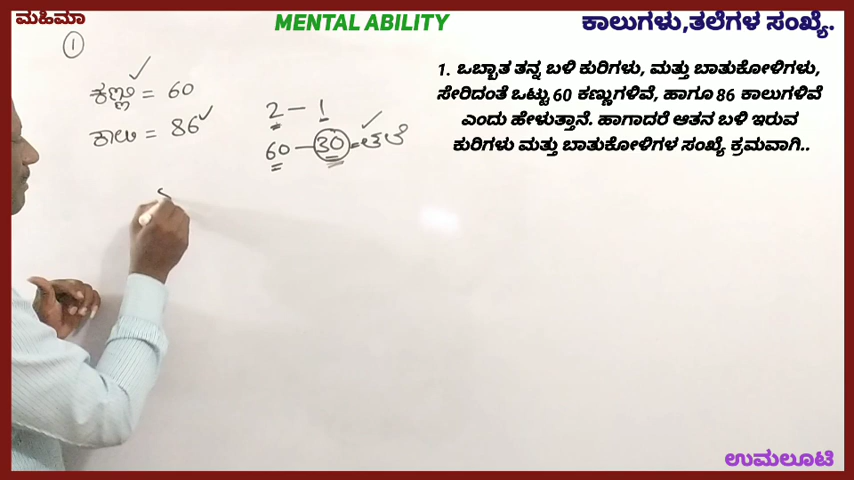 ಮಹಿಮಾ
MENTAL ABILITY
ಕಾಲುಗಳು,ತಲೆಗಳ ಸಂಖ್ಯೆ.
1. ಒಬ್ಬಾತ ತನ್ನ ಬಳಿ ಕುರಿಗಳು, ಮತ್ತು ಬಾತುಕೋಳಿಗಳು,
ಸೇರಿದಂತೆ ಒಟ್ಟು 60 ಕಣ್ಣುಗಳಿವೆ, ಹಾಗೂ 86 ಕಾಲುಗಳಿವೆ
ಎಂದು ಹೇಳುತ್ತಾನೆ. ಹಾಗಾದರೆ ಆತನ ಬಳಿ ಇರುವ
ಕುರಿಗಳು ಮತ್ತು ಬಾತುಕೋಳಿಗಳ ಸಂಖ್ಯೆ ಕ್ರಮವಾಗಿ..
1
ಕಣ್ಣು = 60
ಕಾಲು = 86
2 – 1
60 – 30 = ತಲೆ
ಉಮಲೂಟಿ